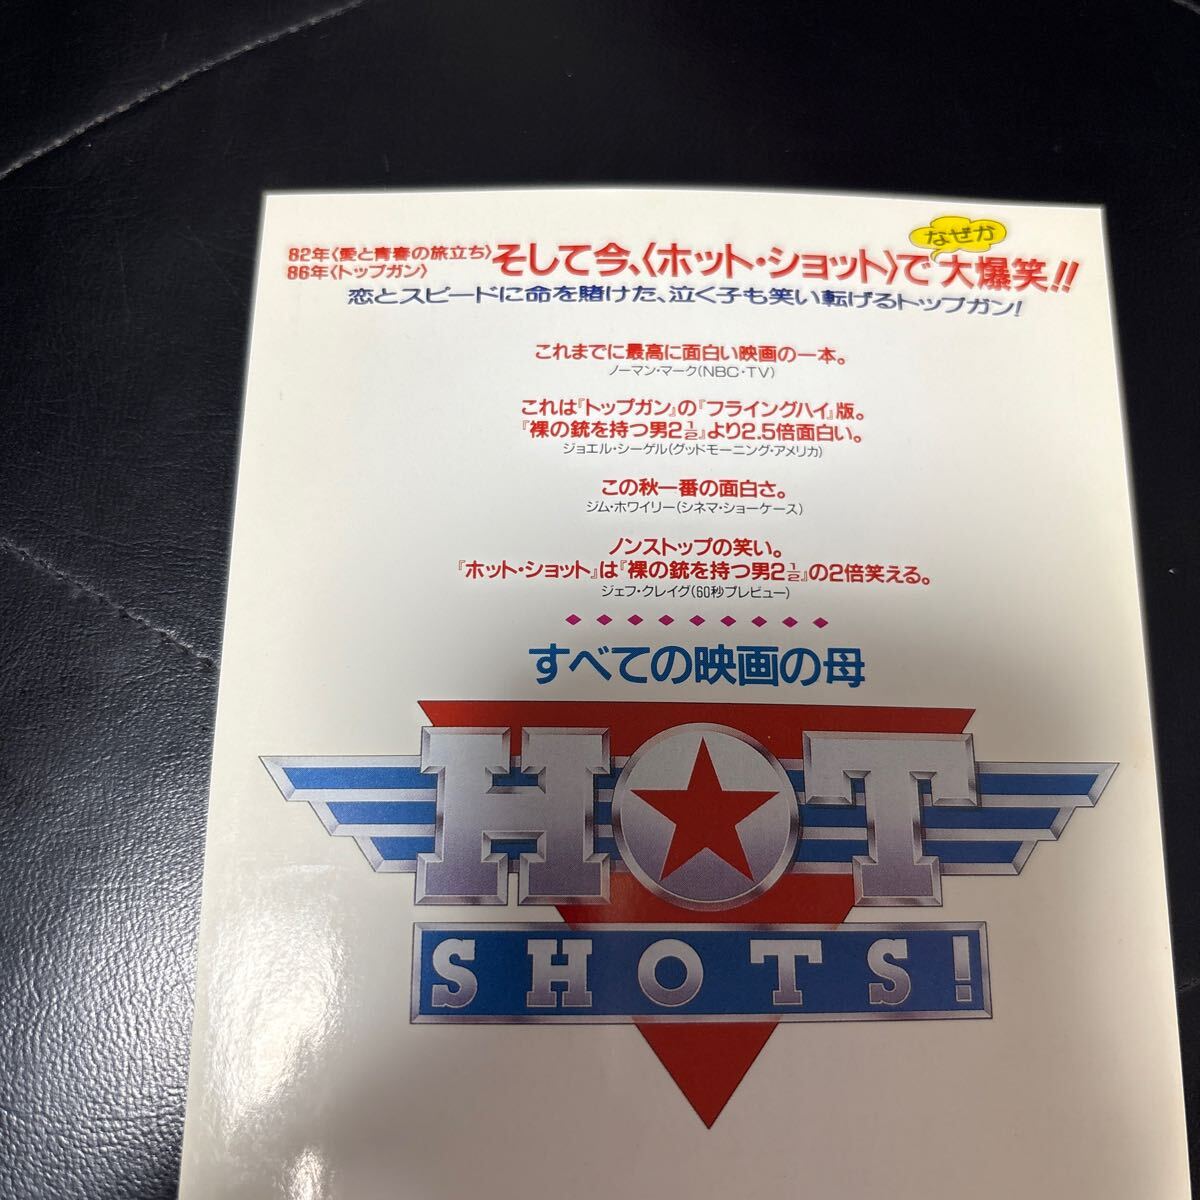 82年〈愛と青春の旅立ち〉
86年〈トップガン〉
そして今、〈ホット・ショット〉で なぜか 大爆笑!!
恋とスピードに命を賭けた、泣く子も笑い転げるトップガン!
これまでに最高に面白い映画の一本。
ノーマン・マーク(NBC・TV)
これは『トップガン』の『フライングハイ』版。
『裸の銃を持つ男2½』より2.5倍面白い。
ジョエル・シーゲル(グッドモーニング・アメリカ)
この秋一番の面白さ。
ジム・ホワイリー(シネマ・ショーケース)
ノンストップの笑い。
『ホット・ショット』は『裸の銃を持つ男2½』の2倍笑える。
ジェフ・クレイグ(60秒プレビュー)
すべての映画の母
HOT
SHOTS!